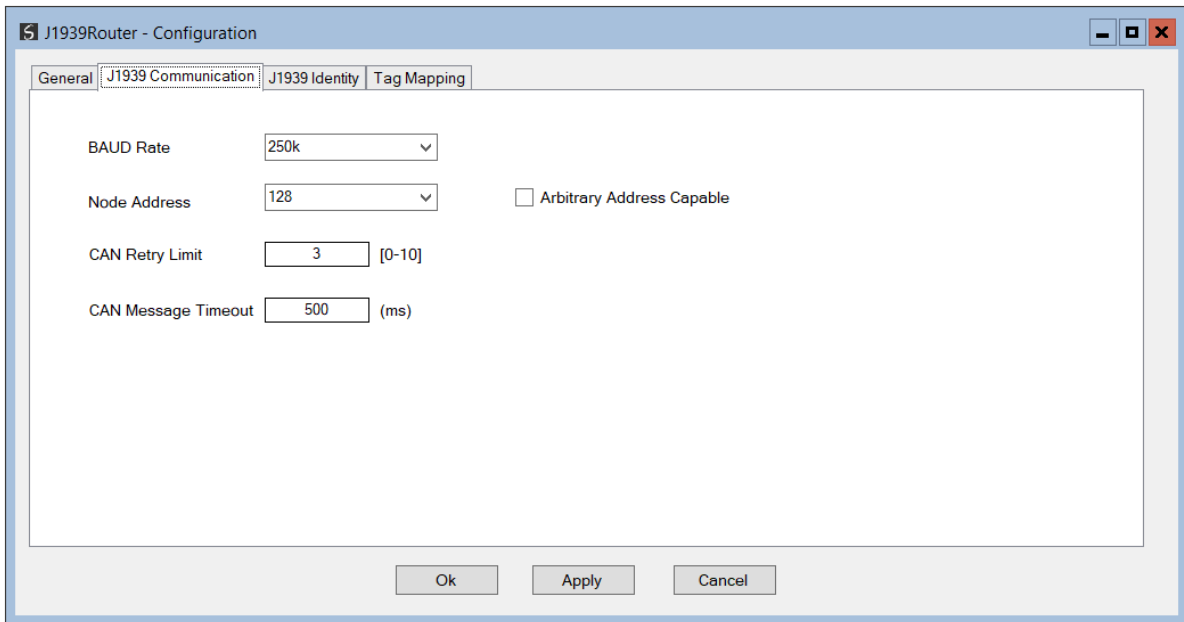 J1939Router - Configuration
General J1939 Communication J1939 Identity Tag Mapping
BAUD Rate 250k
Node Address 128 Arbitrary Address Capable
CAN Retry Limit 3 [0-10]
CAN Message Timeout 500 (ms)
Ok Apply Cancel